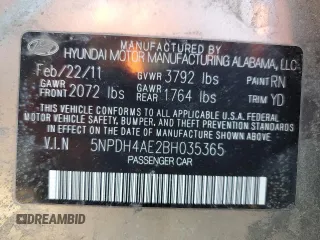 MANUFACTURED BY
HYUNDAI MOTOR MANUFACTURING ALABAMA, LLC
Feb/22/11 GVWR 3792 lbs PAINT RN
GAWR FRONT 2072 lbs GAWR REAR 1764 lbs TRIM YD
THIS VEHICLE CONFORMS TO ALL APPLICABLE U.S.A. FEDERAL
MOTOR VEHICLE SAFETY, BUMPER, AND THEFT PREVENTION
STANDARDS IN EFFECT ON THE DATE OF MANUFACTURE SHOWN ABOVE.
V.I.N 5NPDH4AE2BH035365
PASSENGER CAR
DREAMBID